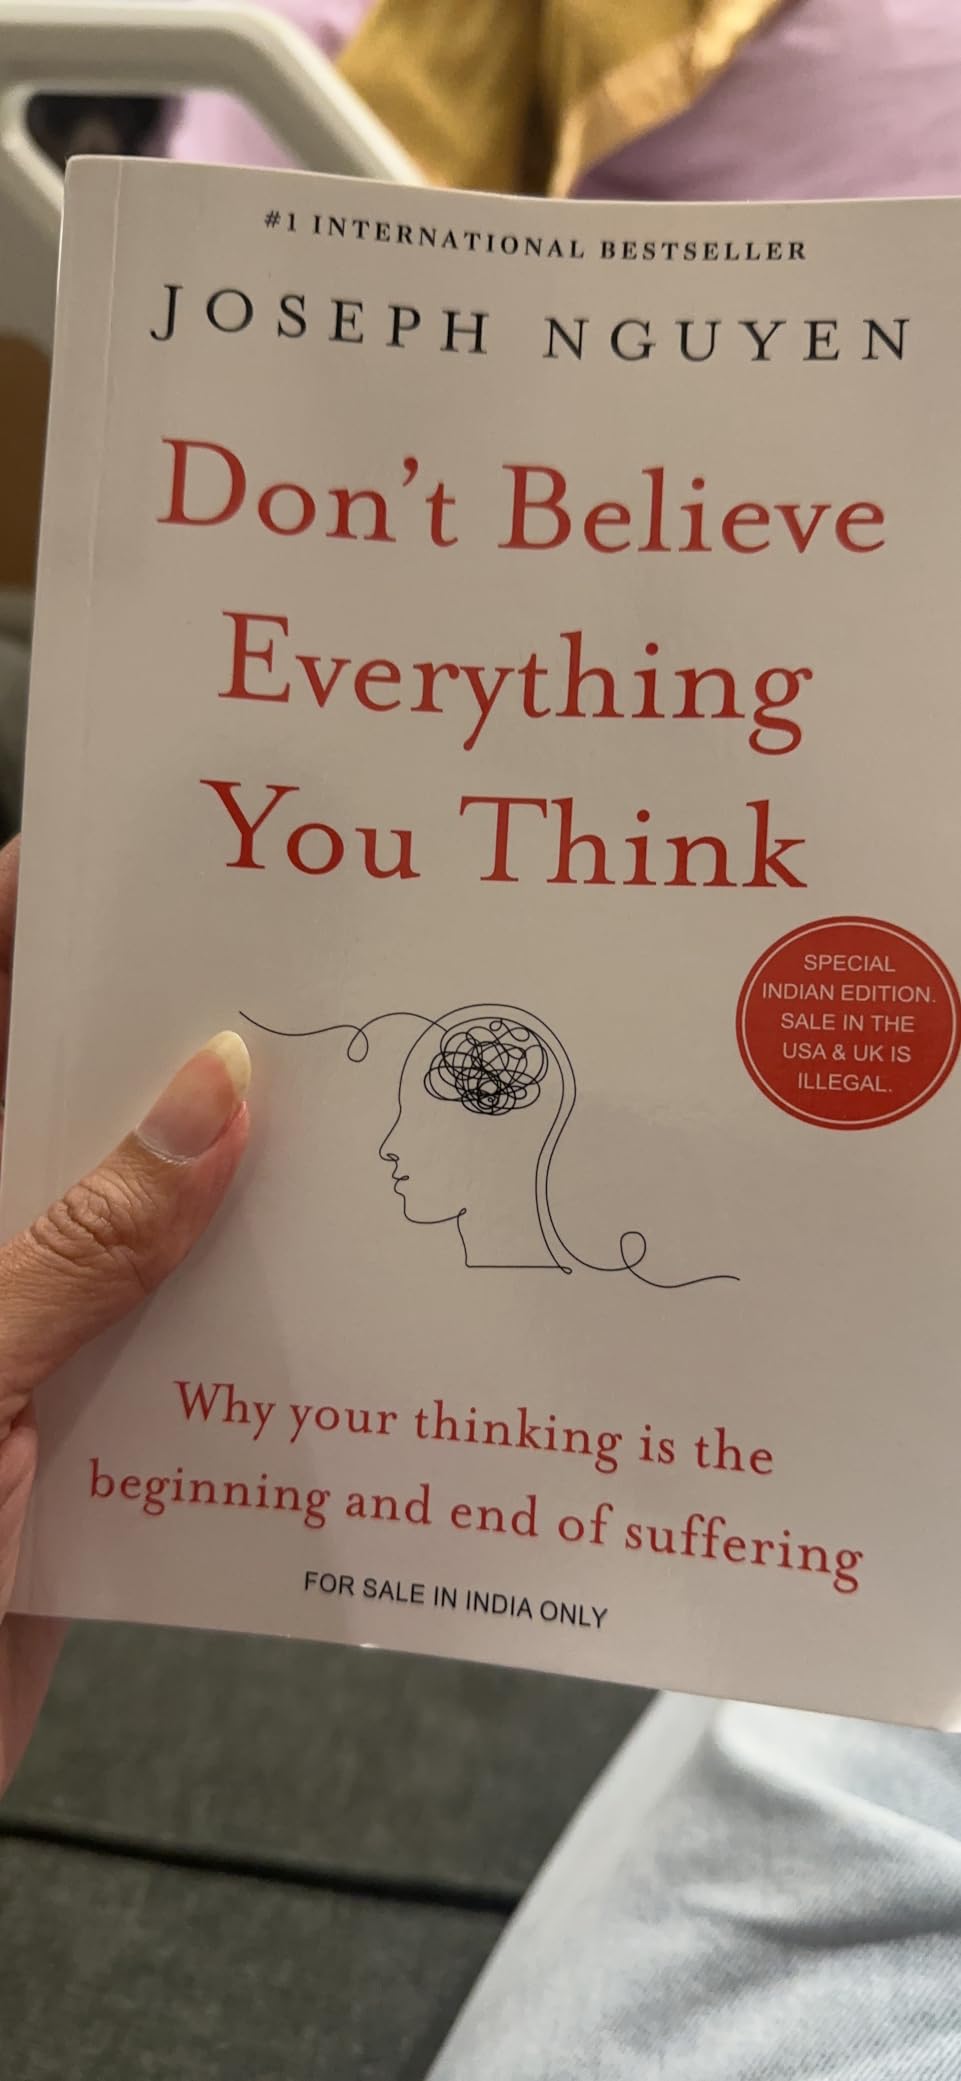 #1 INTERNATIONAL BESTSELLER
JOSEPH NGUYEN
Don't Believe
Everything
You Think
SPECIAL
INDIAN EDITION.
SALE IN THE
USA & UK IS
ILLEGAL.
Why your thinking is the
beginning and end of suffering
FOR SALE IN INDIA ONLY